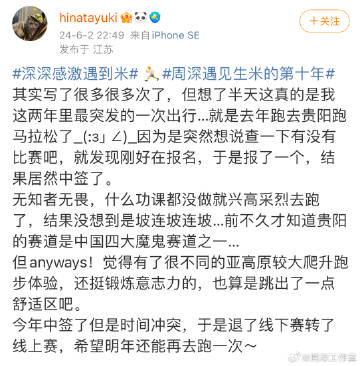 hinatayuki
+关注
24-6-2 22:49 来自 iPhone SE
发布于 江苏
#深深感激遇到米# #周深遇见生米的第十年#
其实写了很多很多次了，但想了半天这真的是我
这两年里最突发的一次出行...就是去年跑去贵阳跑
马拉松了_(:з」∠)_因为是突然想说查一下有没有
比赛吧，就发现刚好在报名，于是报了一个，结
果居然中签了。
无知者无畏，什么功课都没做就兴高采烈去跑
了，结果没想到是坡连坡连坡...前不久才知道贵阳
的赛道是中国四大魔鬼赛道之一...
但anyways！觉得有了很不同的亚高原较大爬升跑
步体验，还挺锻炼意志力的，也算是跳出了一点
舒适区吧。
今年中签了但是时间冲突，于是退了线下赛转了
线上赛，希望明年还能再去跑一次～
@周深工作室